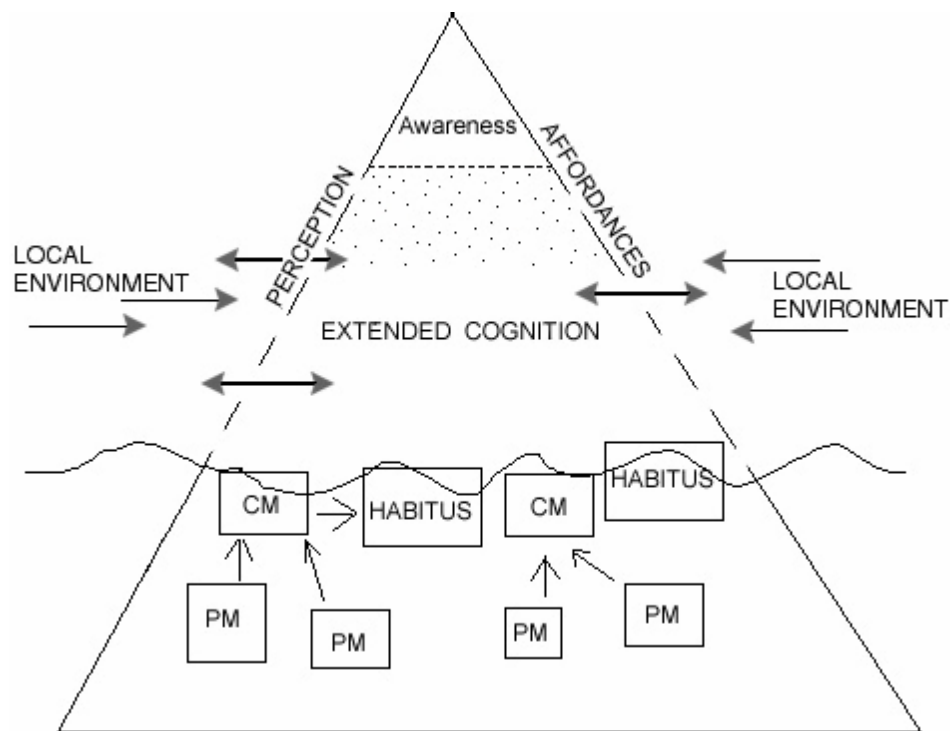 Awareness
PERCEPTION
AFFORDANCES
LOCAL
ENVIRONMENT
LOCAL
ENVIRONMENT
EXTENDED COGNITION
CM
HABITUS
CM
HABITUS
PM
PM
PM
PM